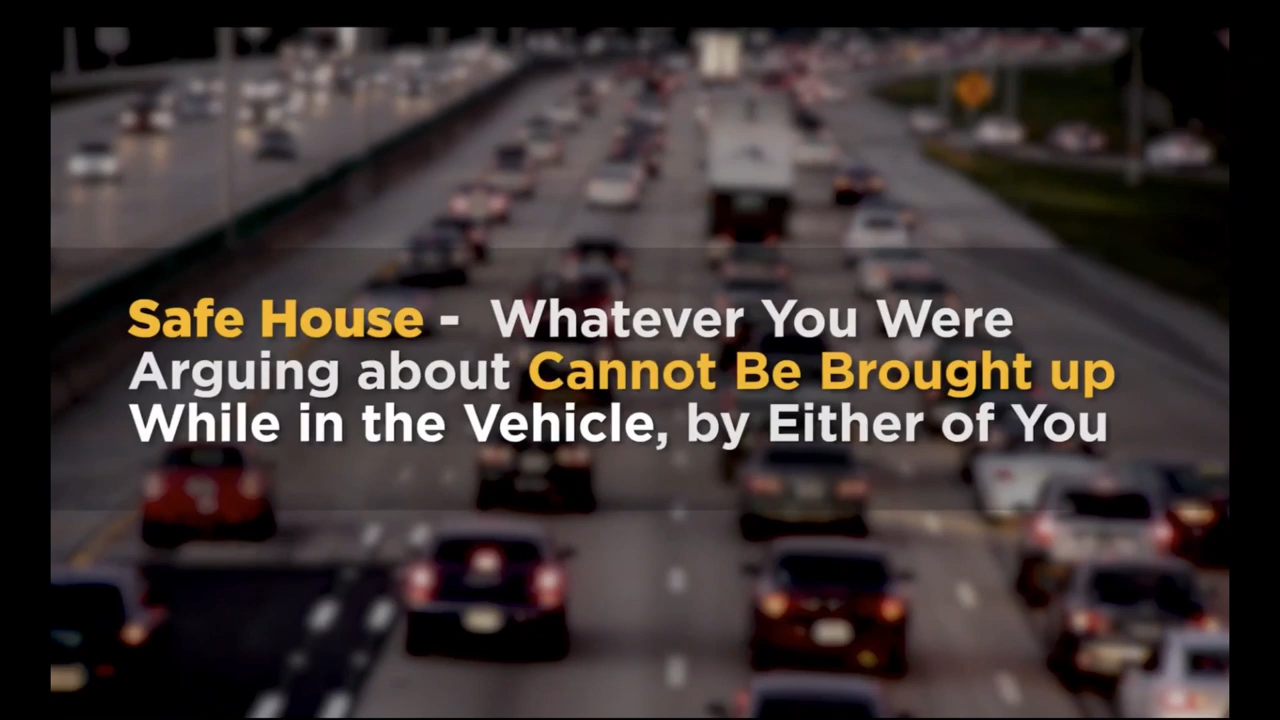 Safe House - Whatever You Were
Arguing about Cannot Be Brought up
While in the Vehicle, by Either of You